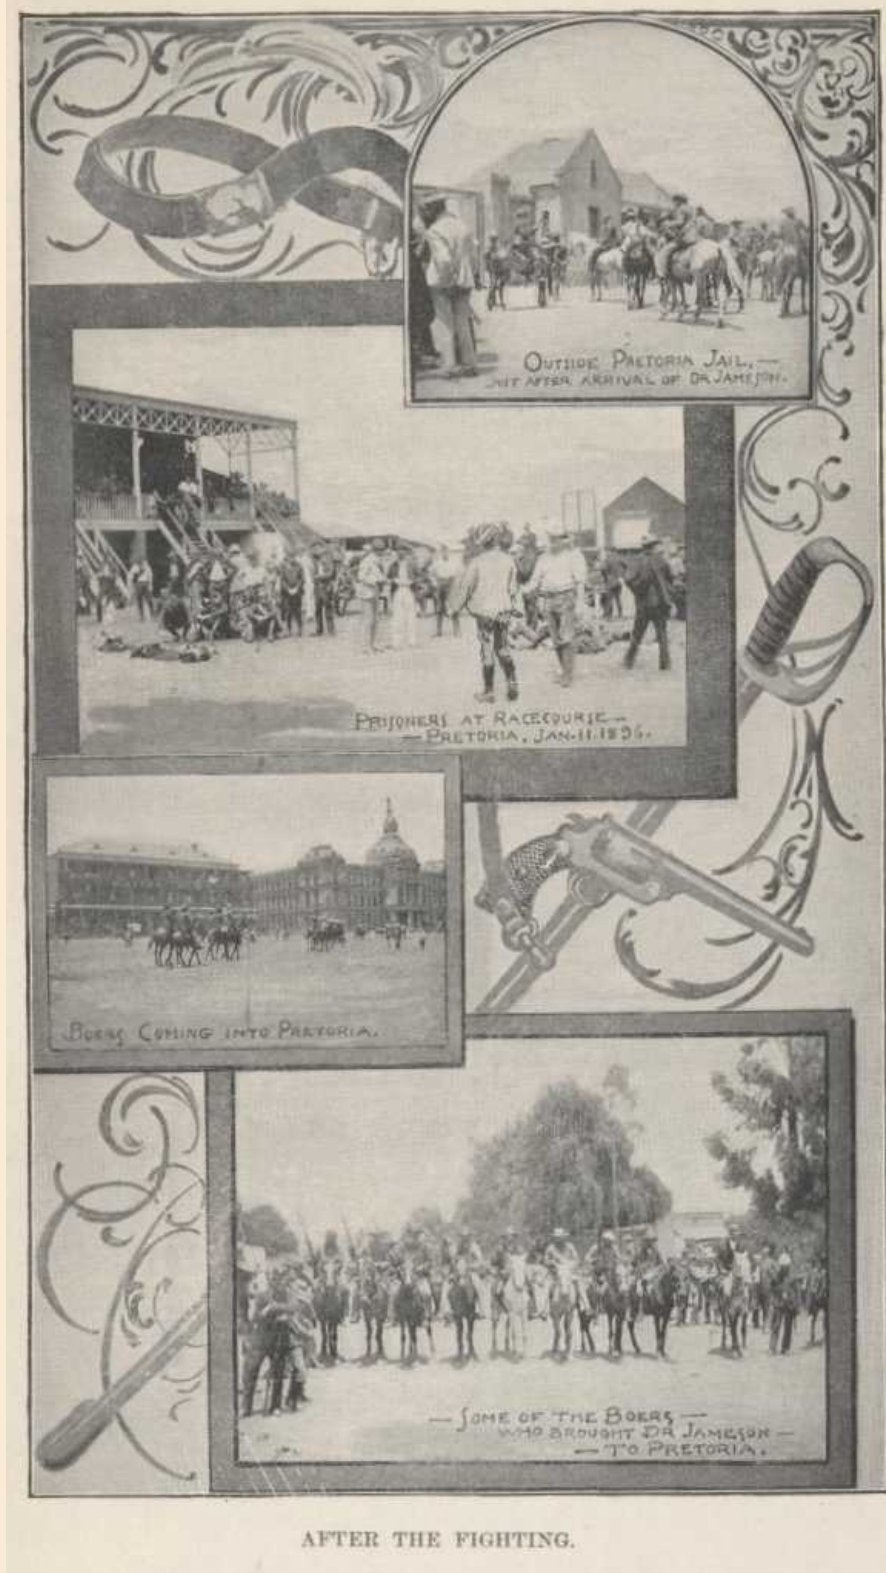 OUTSIDE PRETORIA JAIL,—
JUST AFTER ARRIVAL OF DR JAMESON.
PRISONERS AT RACECOURSE—
—PRETORIA, JAN. 11. 1896.
BOERS COMING INTO PRETORIA.
—SOME OF THE BOERS—
WHO BROUGHT DR JAMESON—
—TO PRETORIA.
AFTER THE FIGHTING.